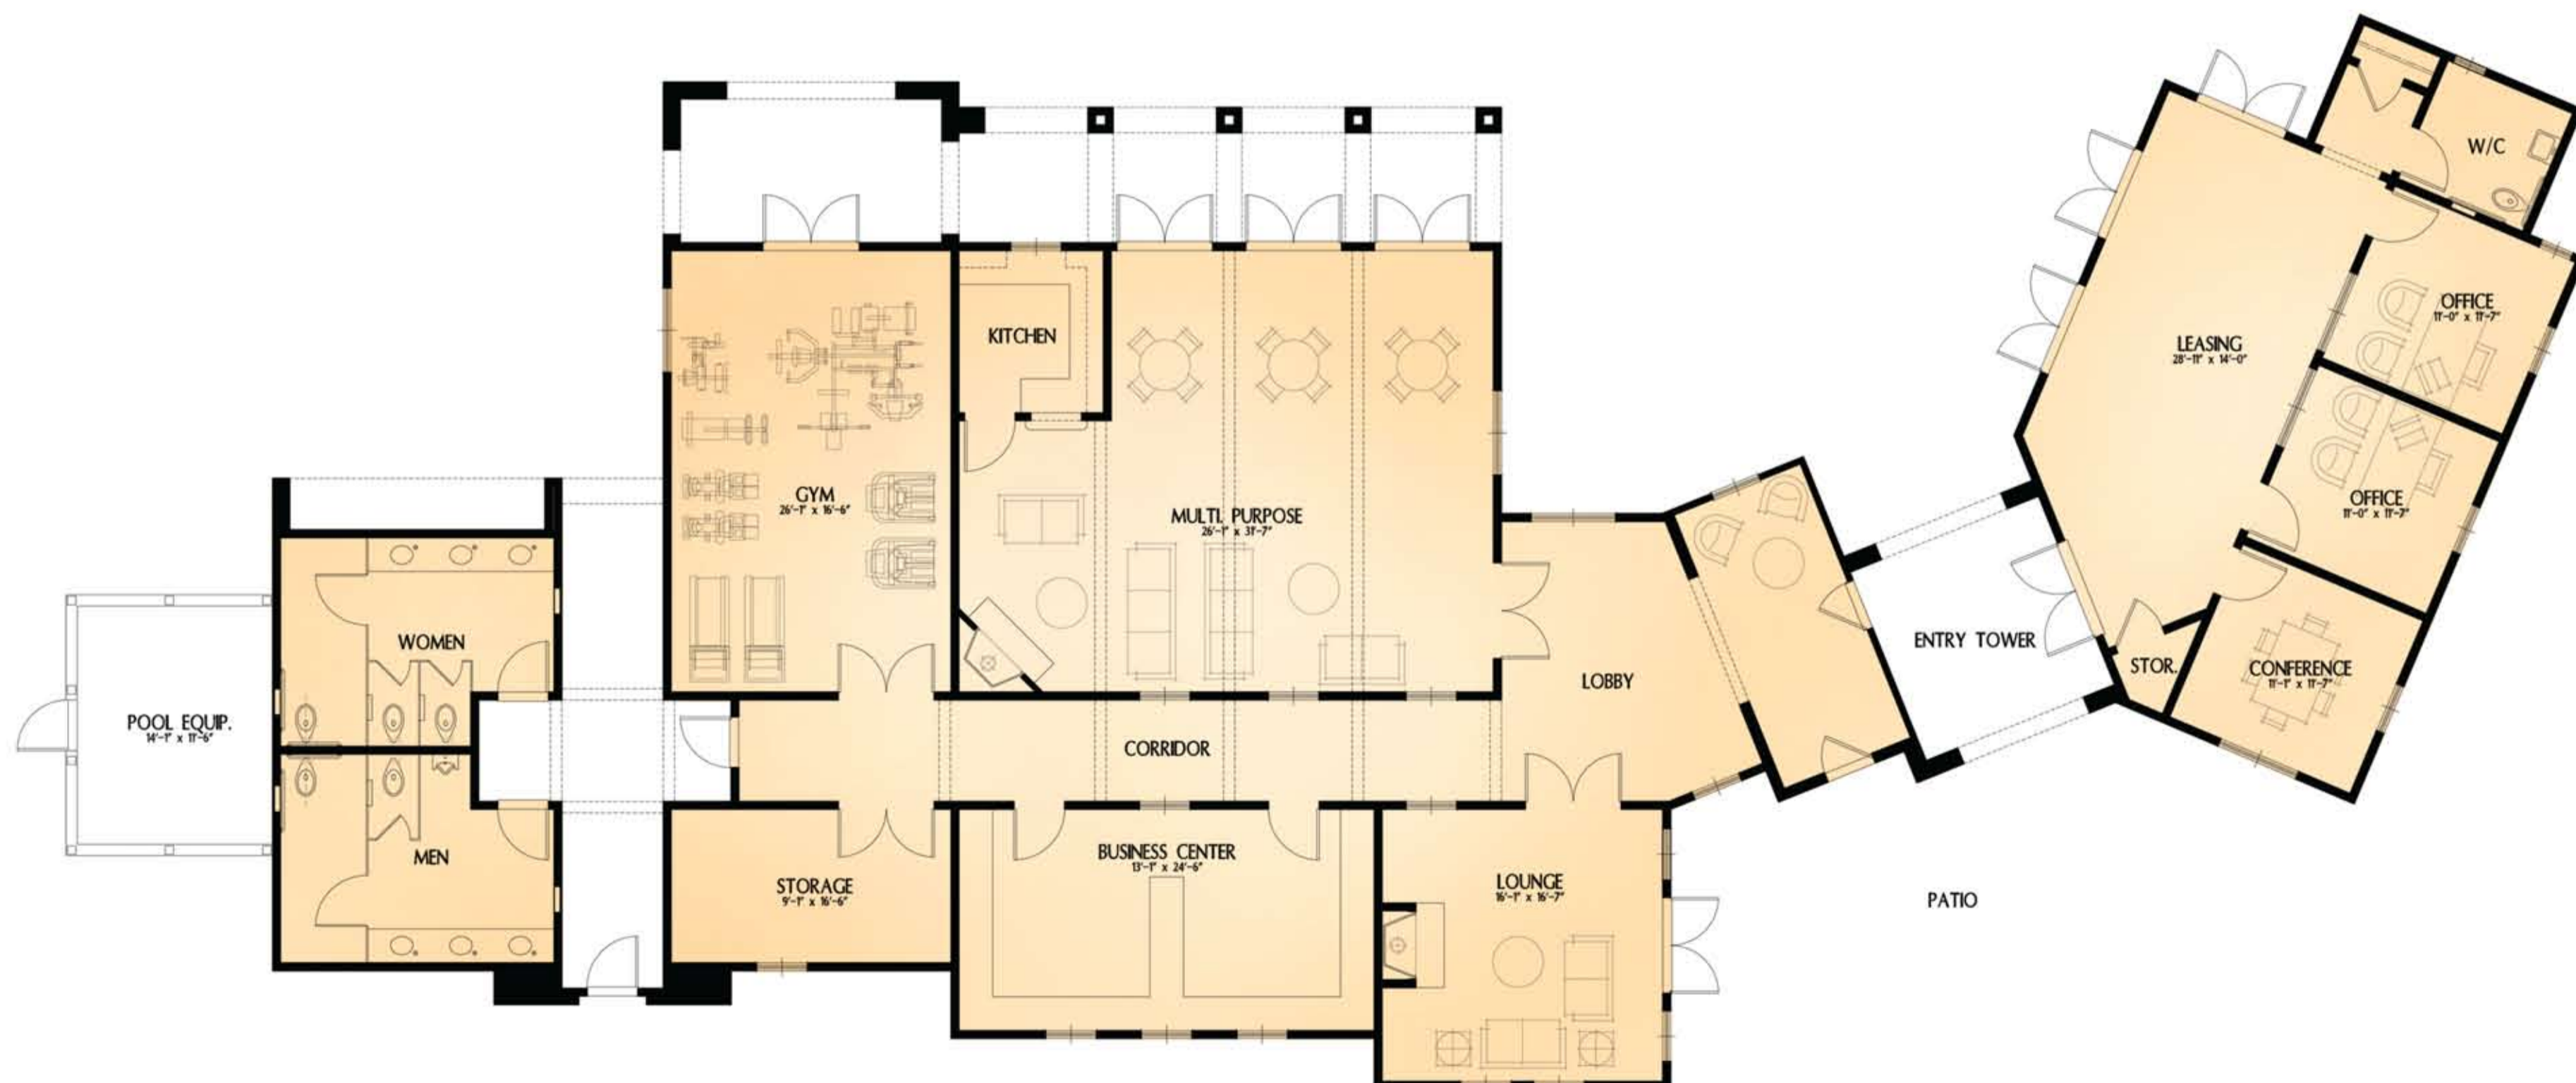 W/C
OFFICE
11'-0" x 11'-7"
KITCHEN
LEASING
28'-11" x 14'-0"
GYM
26'-1" x 16'-6"
MULTI. PURPOSE
26'-1" x 31'-7"
OFFICE
11'-0" x 11'-7"
WOMEN
ENTRY TOWER
STOR.
CONFERENCE
11'-1" x 11'-7"
LOBBY
POOL EQUIP.
14'-1" x 11'-6"
CORRIDOR
MEN
BUSINESS CENTER
13'-1" x 24'-6"
STORAGE
9'-1" x 16'-6"
LOUNGE
16'-1" x 16'-7"
PATIO